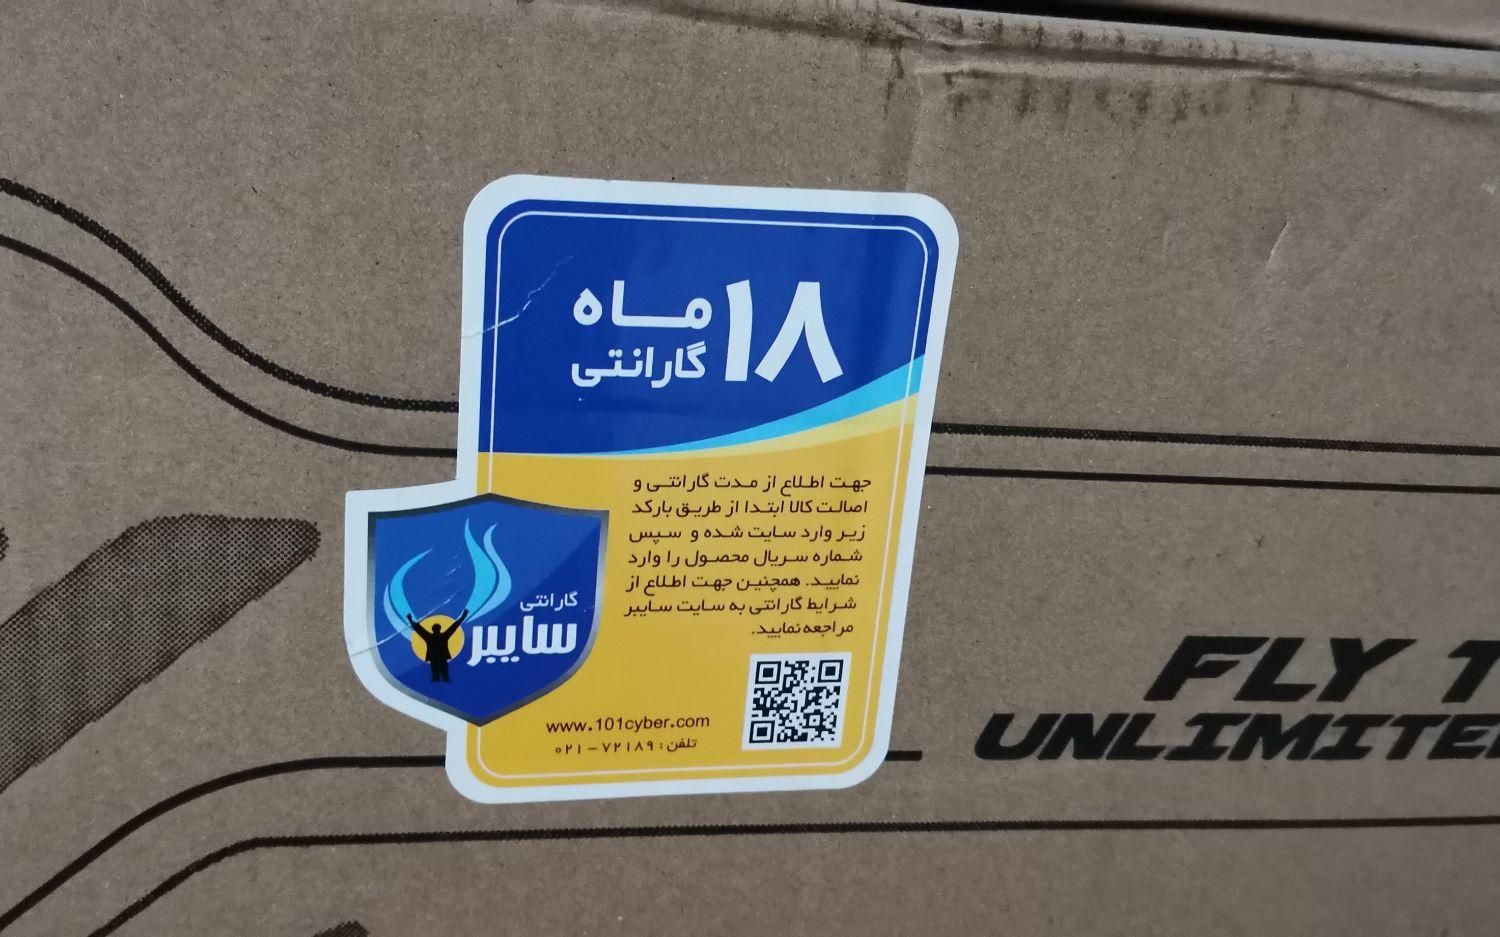 ۱۸ ماه
گارانتی
جهت اطلاع از مدت گارانتی و
اصالت کالا ابتدا از طریق بارکد
زیر وارد سایت شده و سپس
شماره سریال محصول را وارد
نمایید. همچنین جهت اطلاع از
شرایط گارانتی به سایت سایبر
مراجعه نمایید.
گارانتی
سایبر
www.101cyber.com
تلفن: ۷۲۱۸۹-۰۲۱
FLY T
UNLIMITE